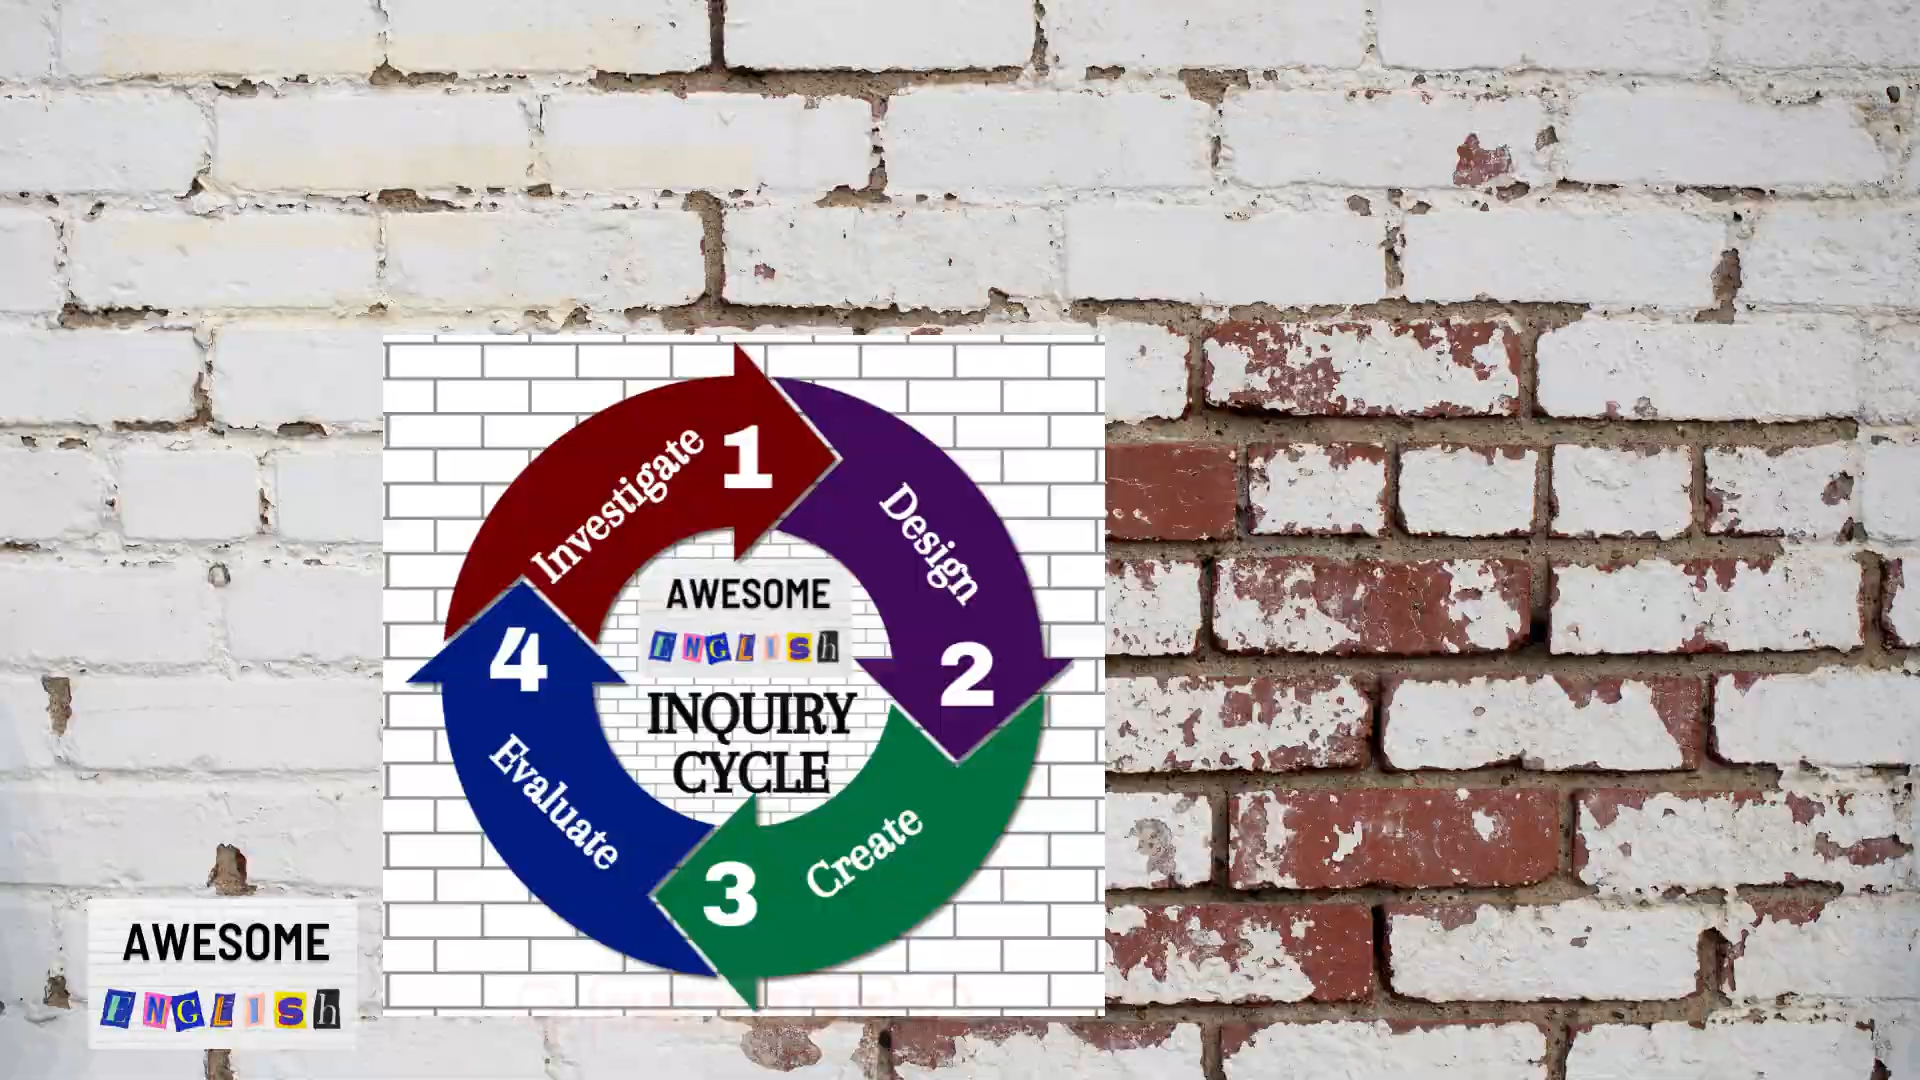 Investigate 1
Design
2
AWESOME
ENGLISh
INQUIRY
CYCLE
4
Evaluate
3
Create
AWESOME
ENGLISh